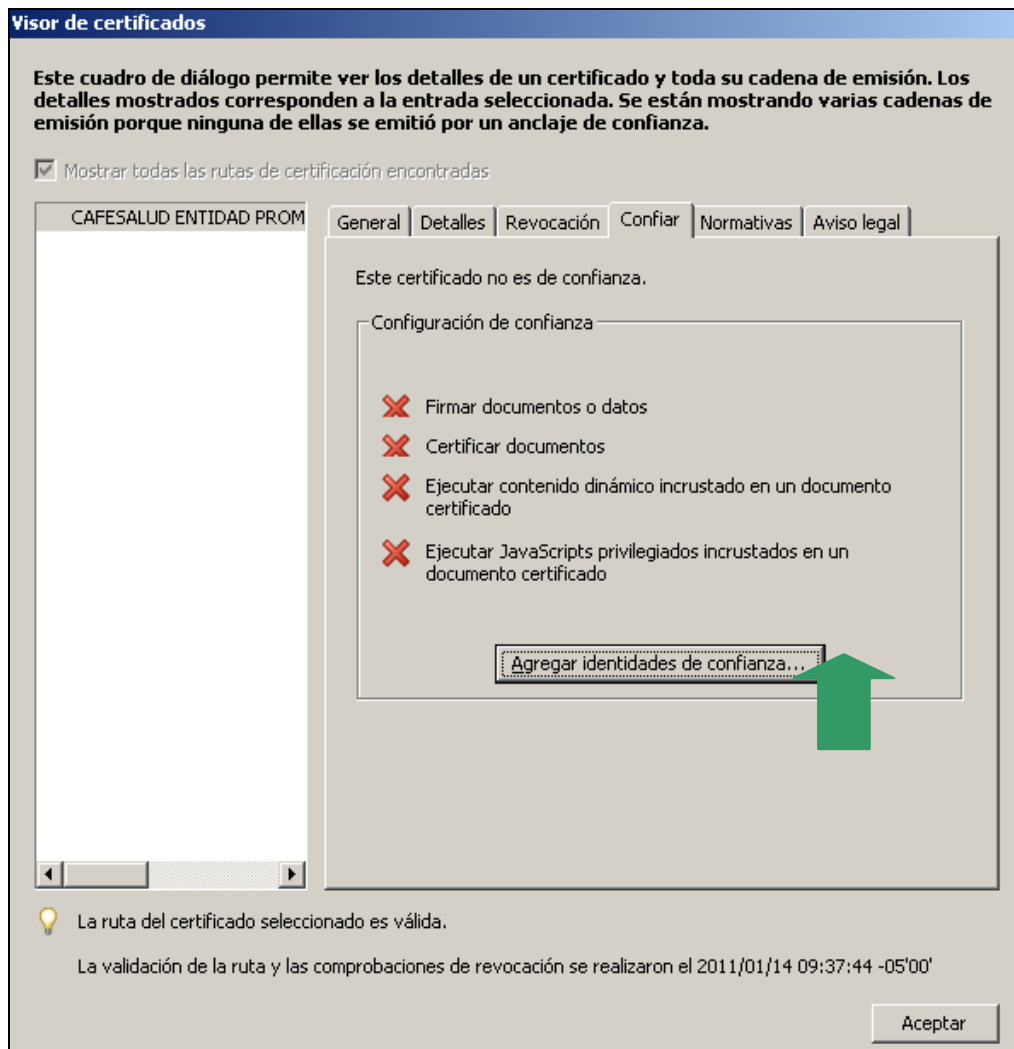 Visor de certificados
Este cuadro de diálogo permite ver los detalles de un certificado y toda su cadena de emisión. Los
detalles mostrados corresponden a la entrada seleccionada. Se están mostrando varias cadenas de
emisión porque ninguna de ellas se emitió por un anclaje de confianza.
Mostrar todas las rutas de certificación encontradas
CAFESALUD ENTIDAD PROM
General Detalles Revocación Confiar Normativas Aviso legal
Este certificado no es de confianza.
Configuración de confianza
Firmar documentos o datos
Certificar documentos
Ejecutar contenido dinámico incrustado en un documento
certificado
Ejecutar JavaScripts privilegiados incrustados en un
documento certificado
Agregar identidades de confianza...
La ruta del certificado seleccionado es válida.
La validación de la ruta y las comprobaciones de revocación se realizaron el 2011/01/14 09:37:44 -05'00'
Aceptar